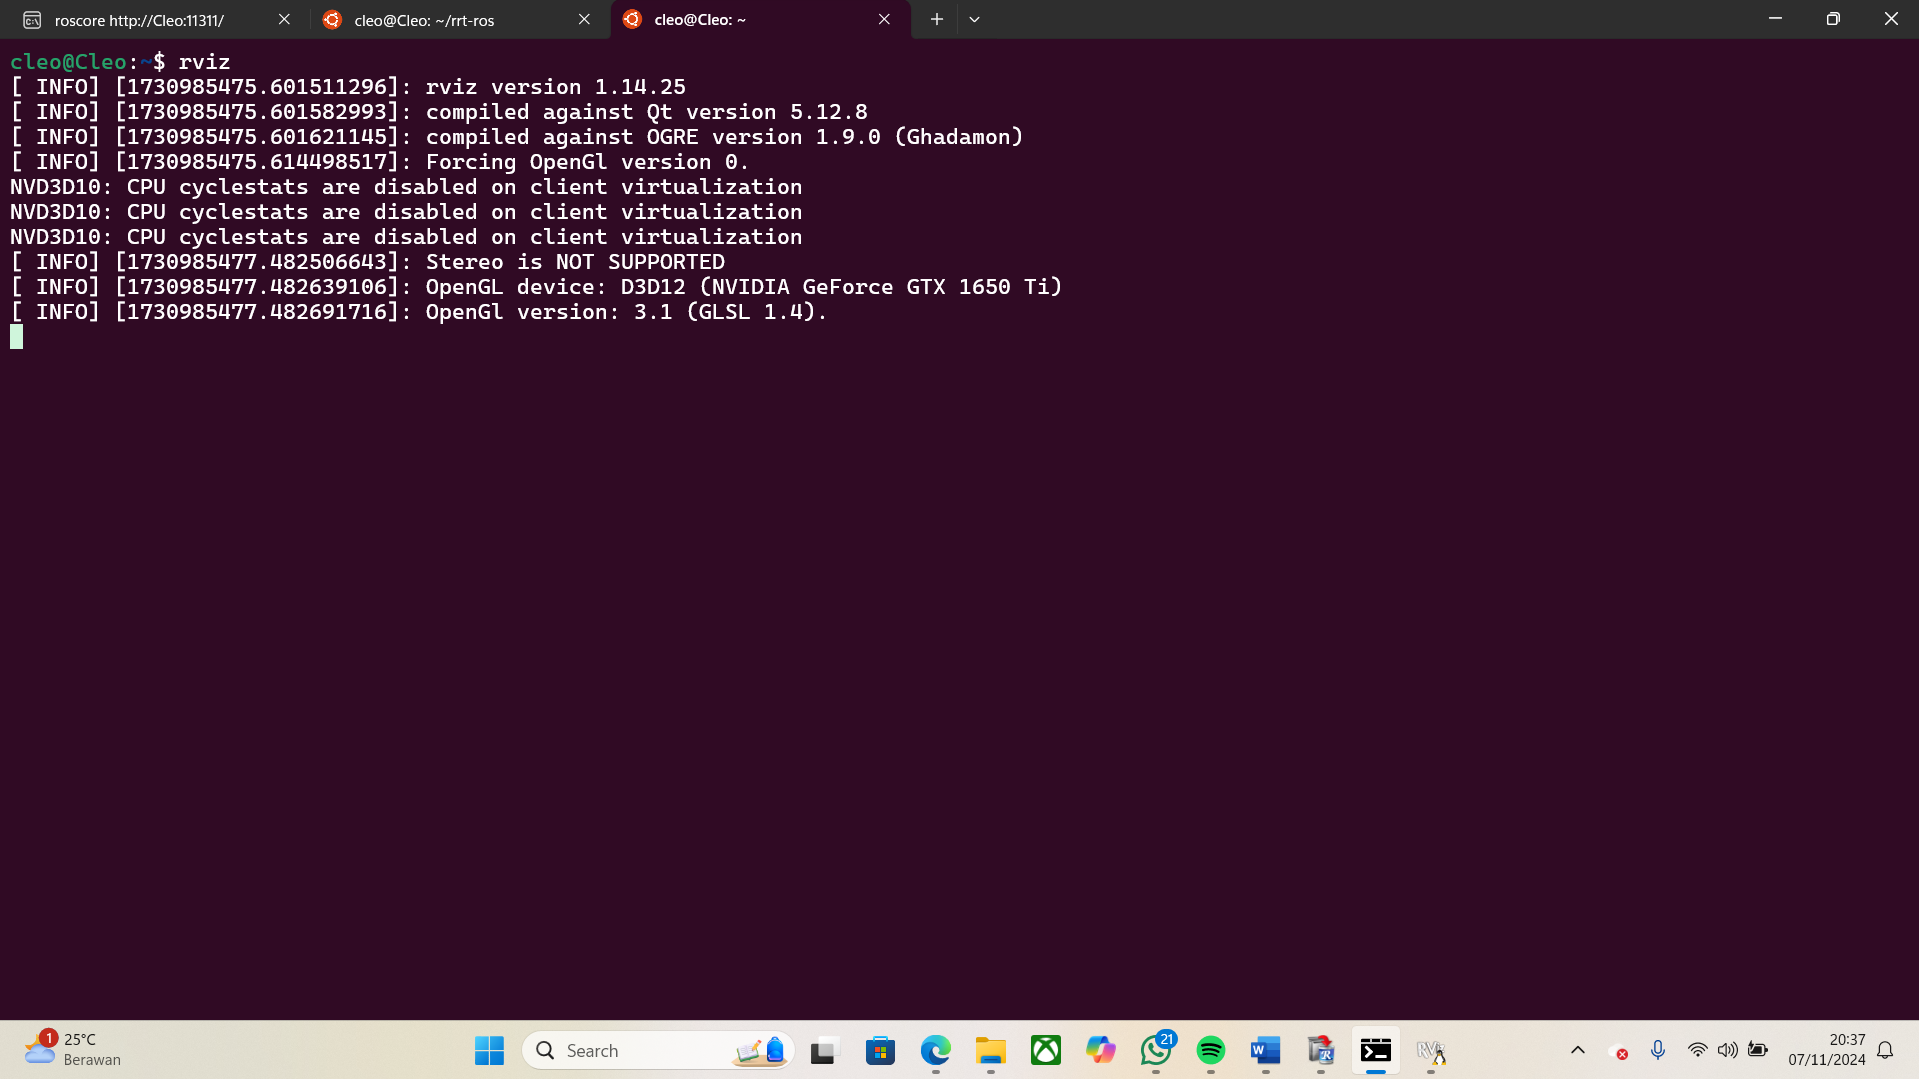 roscore http://Cleo:11311/
cleo@Cleo: ~/rrt-ros
cleo@Cleo: ~
cleo@Cleo:~$ rviz
[ INFO] [1730985475.601511296]: rviz version 1.14.25
[ INFO] [1730985475.601582993]: compiled against Qt version 5.12.8
[ INFO] [1730985475.601621145]: compiled against OGRE version 1.9.0 (Ghadamon)
[ INFO] [1730985475.614498517]: Forcing OpenGl version 0.
NVD3D10: CPU cyclestats are disabled on client virtualization
NVD3D10: CPU cyclestats are disabled on client virtualization
NVD3D10: CPU cyclestats are disabled on client virtualization
[ INFO] [1730985477.482506643]: Stereo is NOT SUPPORTED
[ INFO] [1730985477.482639106]: OpenGL device: D3D12 (NVIDIA GeForce GTX 1650 Ti)
[ INFO] [1730985477.482691716]: OpenGl version: 3.1 (GLSL 1.4).
1
25°C
Berawan
Search
21
W
R
RViz
20:37
07/11/2024